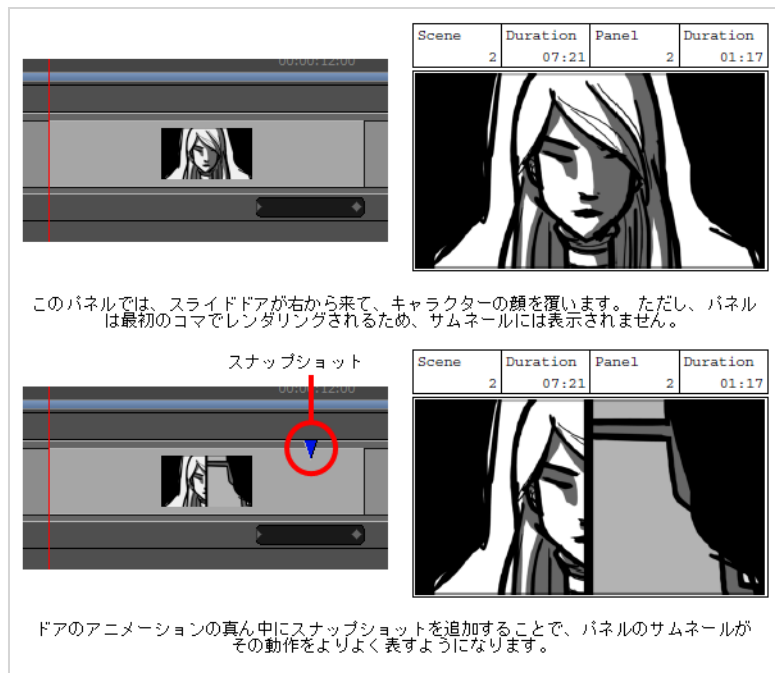 Scene Duration Panel Duration
2 07:21 2 01:17
00:00:12:00
このパネルでは、スライドドアが右から来て、キャラクターの顔を覆います。 ただし、パネル
は最初のコマでレンダリングされるため、サムネールには表示されません。
スナップショット
Scene Duration Panel Duration
2 07:21 2 01:17
00:00:12:00
ドアのアニメーションの真ん中にスナップショットを追加することで、パネルのサムネールが
その動作をよりよく表すようになります。